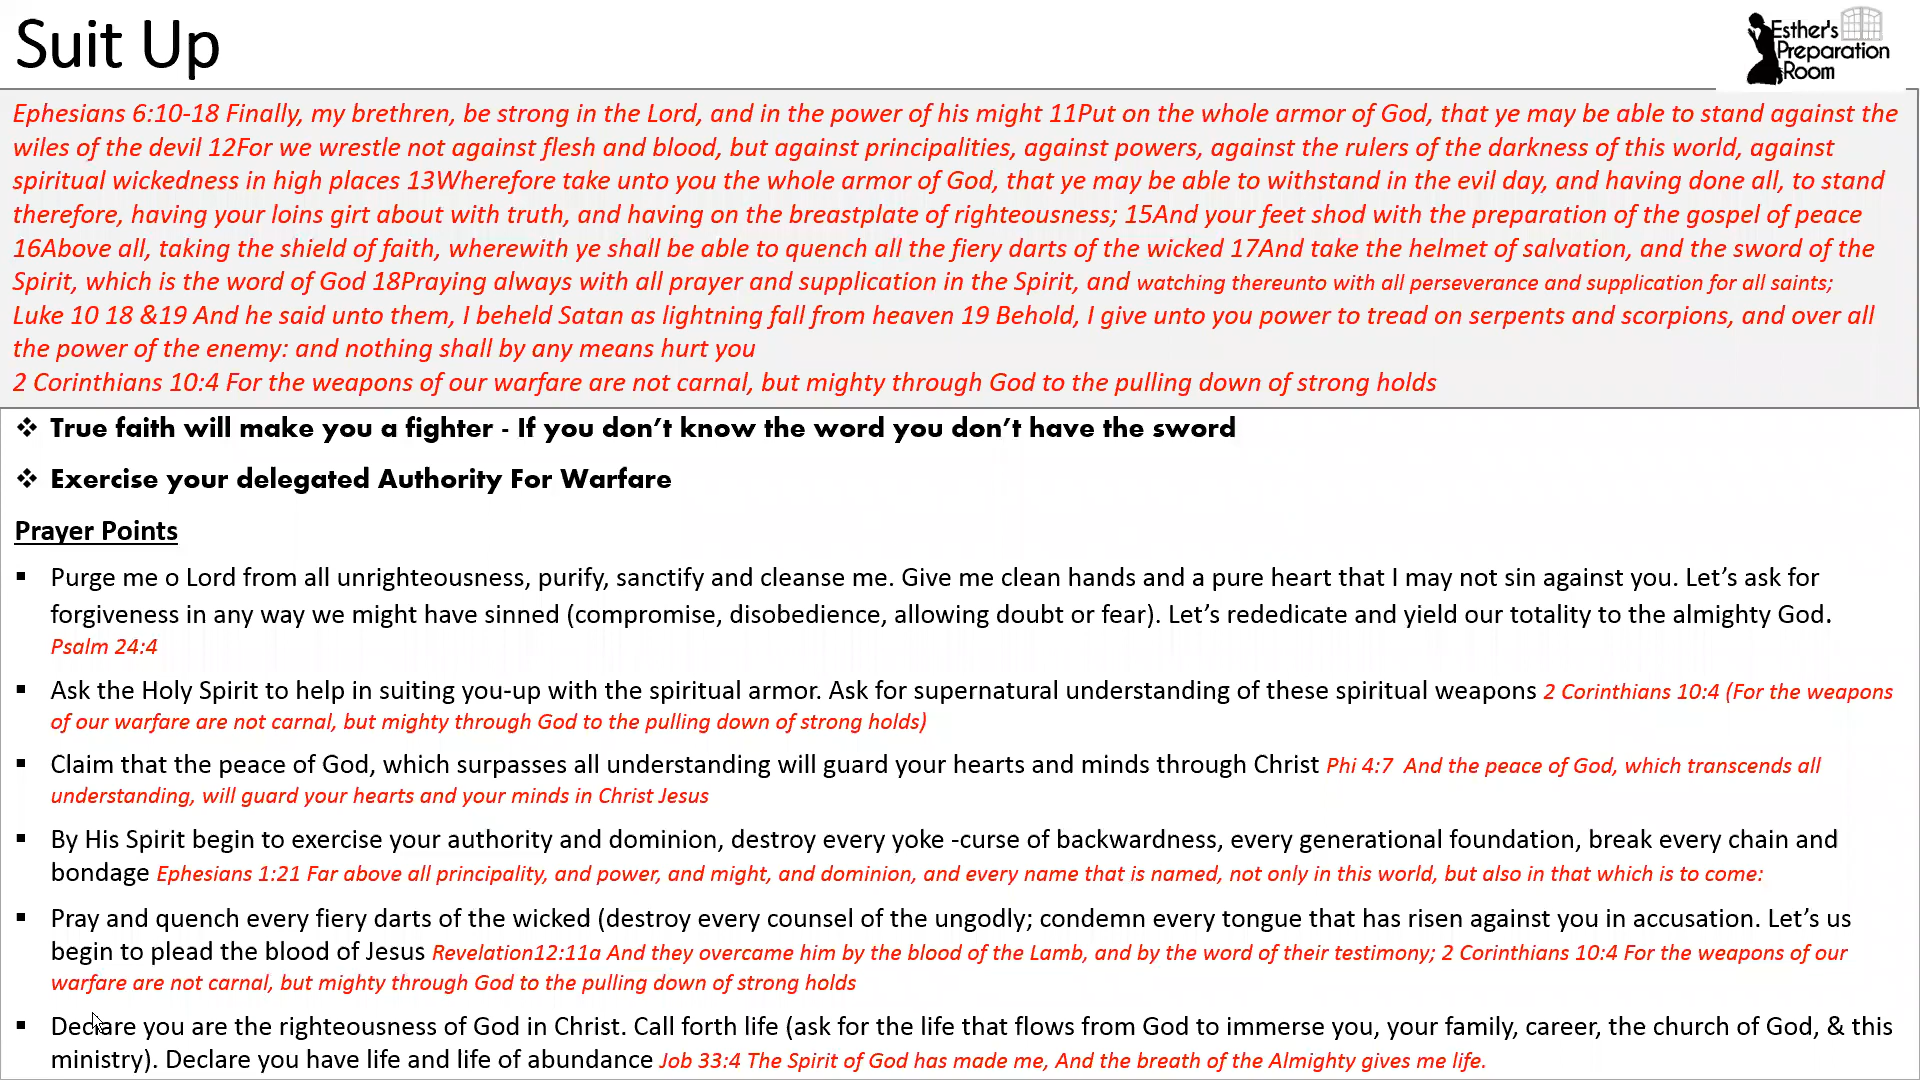 Suit Up
Esther's
Preparation
Room
Ephesians 6:10-18 Finally, my brethren, be strong in the Lord, and in the power of his might 11Put on the whole armor of God, that ye may be able to stand against the
wiles of the devil 12For we wrestle not against flesh and blood, but against principalities, against powers, against the rulers of the darkness of this world, against
spiritual wickedness in high places 13Wherefore take unto you the whole armor of God, that ye may be able to withstand in the evil day, and having done all, to stand
therefore, having your loins girt about with truth, and having on the breastplate of righteousness; 15And your feet shod with the preparation of the gospel of peace
16Above all, taking the shield of faith, wherewith ye shall be able to quench all the fiery darts of the wicked 17And take the helmet of salvation, and the sword of the
Spirit, which is the word of God 18Praying always with all prayer and supplication in the Spirit, and watching thereunto with all perseverance and supplication for all saints;
Luke 10 18 &19 And he said unto them, I beheld Satan as lightning fall from heaven 19 Behold, I give unto you power to tread on serpents and scorpions, and over all
the power of the enemy: and nothing shall by any means hurt you
2 Corinthians 10:4 For the weapons of our warfare are not carnal, but mighty through God to the pulling down of strong holds
❖ True faith will make you a fighter - If you don't know the word you don't have the sword
❖ Exercise your delegated Authority For Warfare
Prayer Points
▪ Purge me o Lord from all unrighteousness, purify, sanctify and cleanse me. Give me clean hands and a pure heart that I may not sin against you. Let's ask for
forgiveness in any way we might have sinned (compromise, disobedience, allowing doubt or fear). Let's rededicate and yield our totality to the almighty God.
Psalm 24:4
▪ Ask the Holy Spirit to help in suiting you-up with the spiritual armor. Ask for supernatural understanding of these spiritual weapons 2 Corinthians 10:4 (For the weapons
of our warfare are not carnal, but mighty through God to the pulling down of strong holds)
▪ Claim that the peace of God, which surpasses all understanding will guard your hearts and minds through Christ Phi 4:7 And the peace of God, which transcends all
understanding, will guard your hearts and your minds in Christ Jesus
▪ By His Spirit begin to exercise your authority and dominion, destroy every yoke -curse of backwardness, every generational foundation, break every chain and
bondage Ephesians 1:21 Far above all principality, and power, and might, and dominion, and every name that is named, not only in this world, but also in that which is to come:
▪ Pray and quench every fiery darts of the wicked (destroy every counsel of the ungodly; condemn every tongue that has risen against you in accusation. Let's us
begin to plead the blood of Jesus Revelation12:11a And they overcame him by the blood of the Lamb, and by the word of their testimony; 2 Corinthians 10:4 For the weapons of our
warfare are not carnal, but mighty through God to the pulling down of strong holds
▪ Declare you are the righteousness of God in Christ. Call forth life (ask for the life that flows from God to immerse you, your family, career, the church of God, & this
ministry). Declare you have life and life of abundance Job 33:4 The Spirit of God has made me, And the breath of the Almighty gives me life.